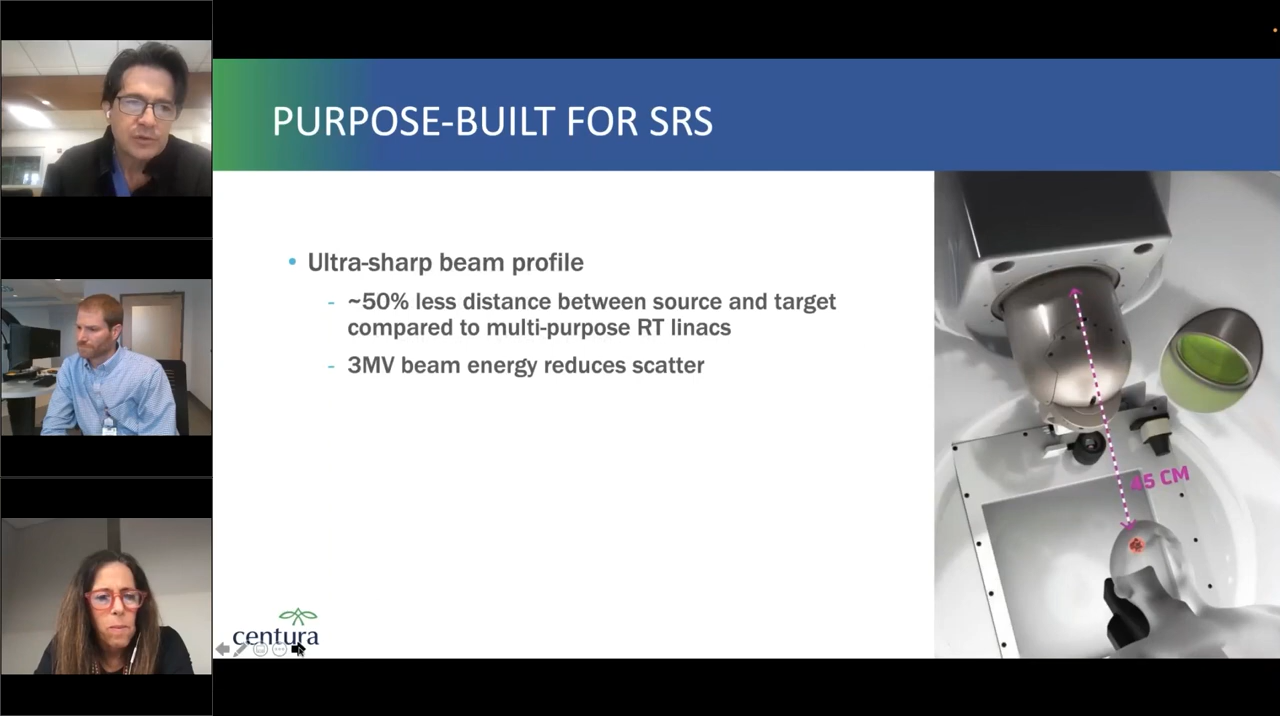 PURPOSE-BUILT FOR SRS
• Ultra-sharp beam profile
- ~50% less distance between source and target
compared to multi-purpose RT linacs
- 3MV beam energy reduces scatter
45 CM
centura